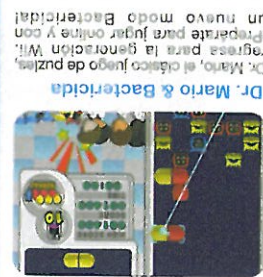 Dr. Mario & Bactericida
Dr. Mario, el clásico juego de puzles,
regresa para la generación Wii.
Prepárate para jugar online y con
un nuevo modo Bactericida!